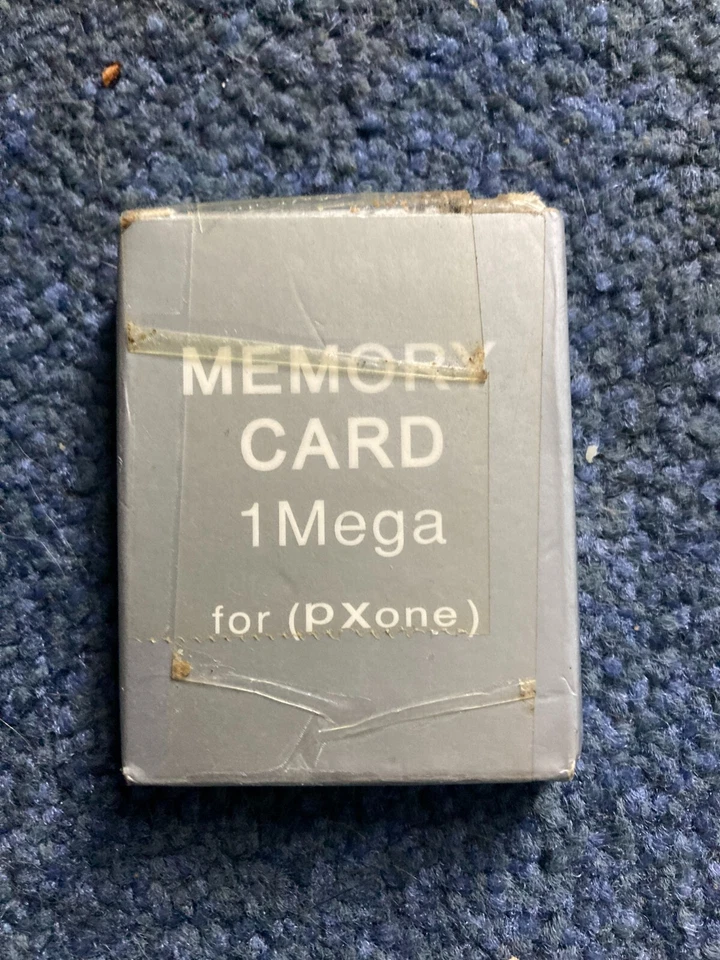 MEMORY
CARD
1Mega
for (pXone)